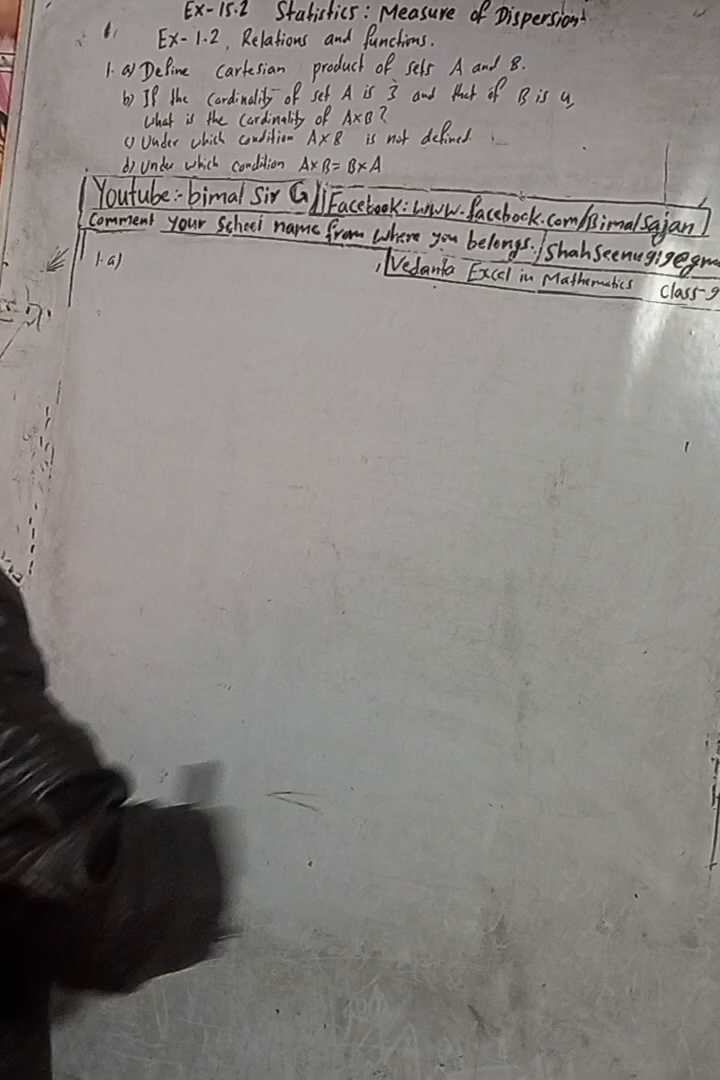 Ex-15.2 Statistics: Measure of Dispersion
Ex-1.2, Relations and functions.
1. a) Define cartesian product of sets A and B.
b) If the cardinality of set A is 3 and that of B is 4,
what is the cardinality of A×B?
c) Under which condition A×B is not defined
d) Under which condition A×B = B×A
Youtube:- bimal Sir G // Facebook: www.facebook.com/Bimalsajan
Comment your school name from where you belongs./shahseenu919@gm
1. a)
Vedanta Excel in Mathematics Class-9